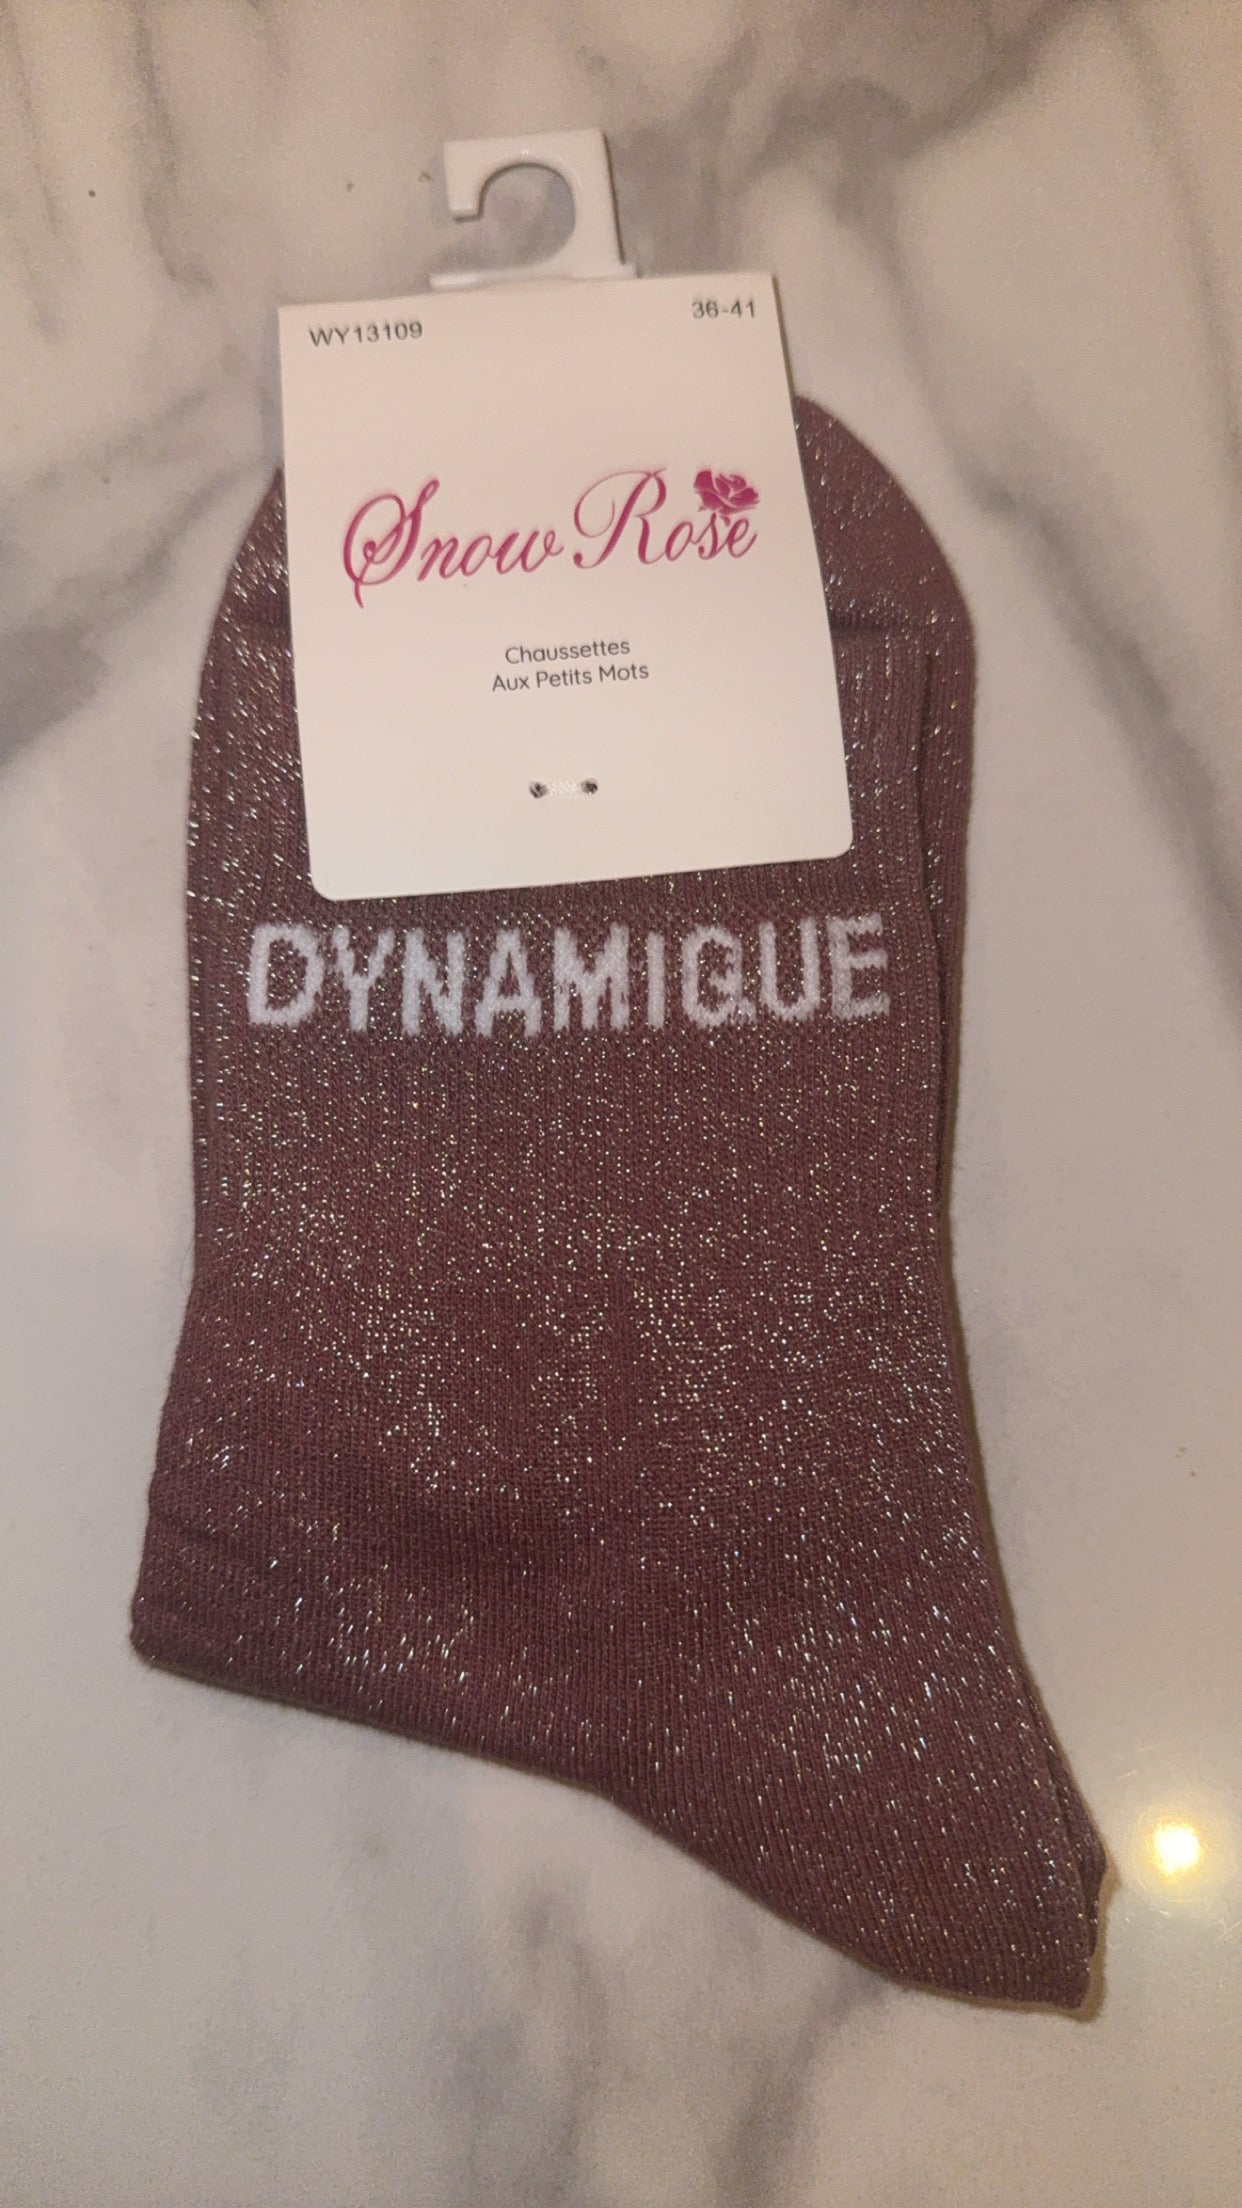 WY13109
36-41
Snow Rose
Chaussettes
Aux Petits Mots
DYNAMIQUE